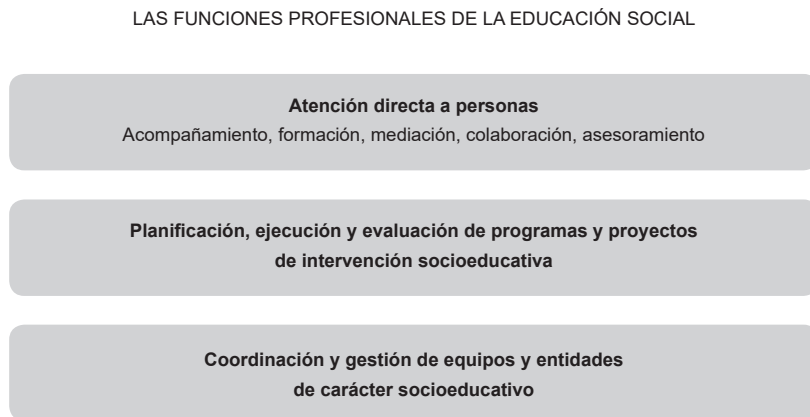 LAS FUNCIONES PROFESIONALES DE LA EDUCACIÓN SOCIAL
Atención directa a personas
Acompañamiento, formación, mediación, colaboración, asesoramiento
Planificación, ejecución y evaluación de programas y proyectos
de intervención socioeducativa
Coordinación y gestión de equipos y entidades
de carácter socioeducativo